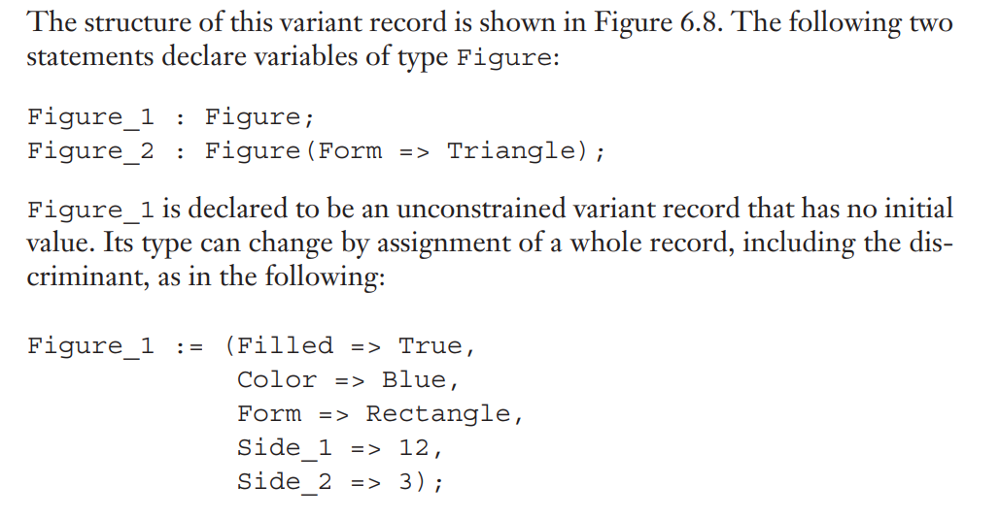 The structure of this variant record is shown in Figure 6.8. The following two
statements declare variables of type Figure:
Figure_1 : Figure;
Figure_2 : Figure(Form => Triangle);
Figure_1 is declared to be an unconstrained variant record that has no initial
value. Its type can change by assignment of a whole record, including the dis-
criminant, as in the following:
Figure_1 := (Filled => True,
Color => Blue,
Form => Rectangle,
Side_1 => 12,
Side_2 => 3);